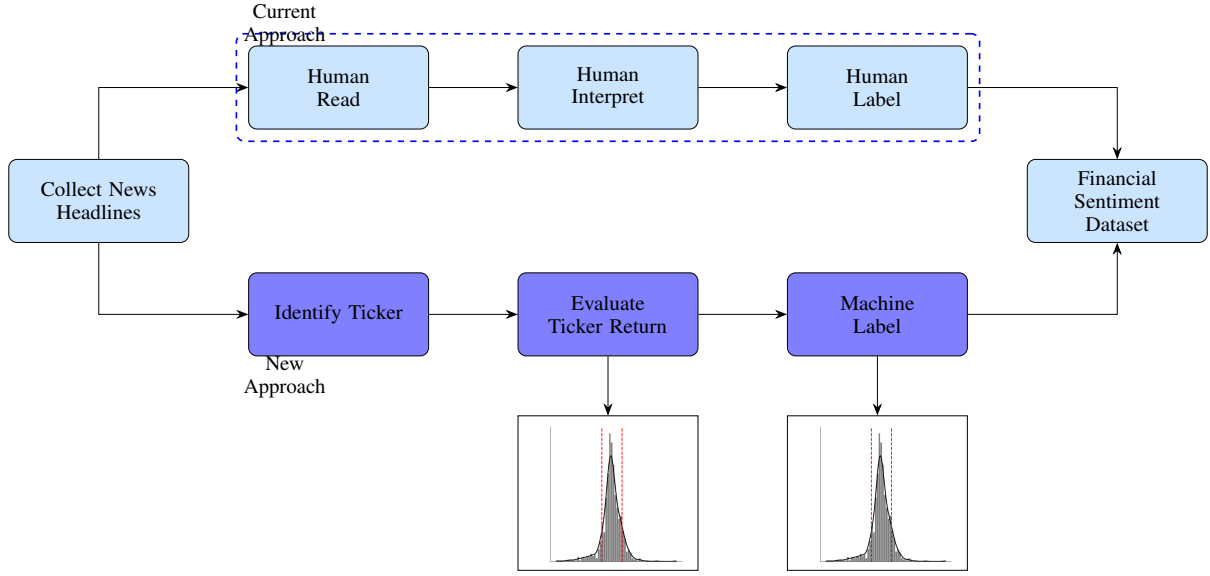 Current
Approach
Human
Read
Human
Interpret
Human
Label
Collect News
Headlines
Financial
Sentiment
Dataset
Identify Ticker
Evaluate
Ticker Return
Machine
Label
New
Approach